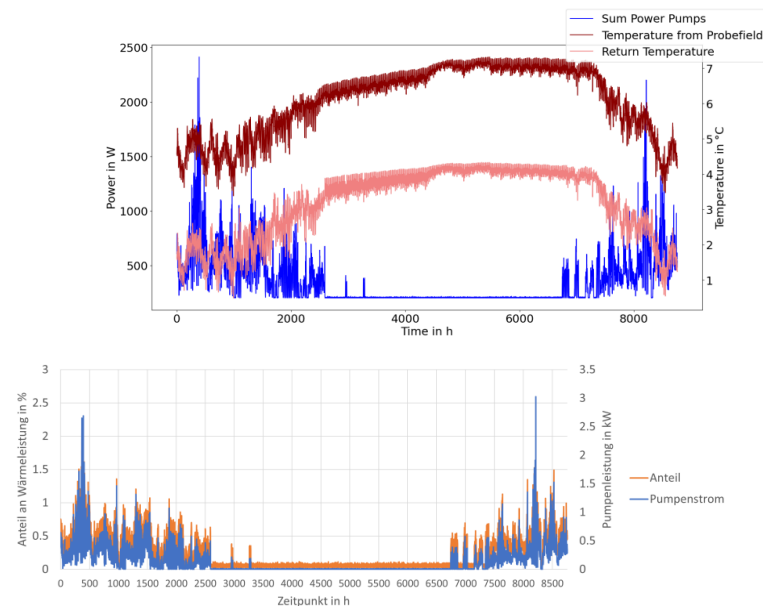 Sum Power Pumps
Temperature from Probefield
Return Temperature
2500
2000
1500
1000
500
Power in W
7
6
5
4
3
2
1
Temperature in °C
0 2000 4000 6000 8000
Time in h
3
2.5
2
1.5
1
0.5
0
Anteil an Wärmeleistung in %
3.5
3
2.5
2
1.5
1
0.5
0
Pumpenleistung in kW
Anteil
Pumpenstrom
0 500 1000 1500 2000 2500 3000 3500 4000 4500 5000 5500 6000 6500 7000 7500 8000 8500
Zeitpunkt in h